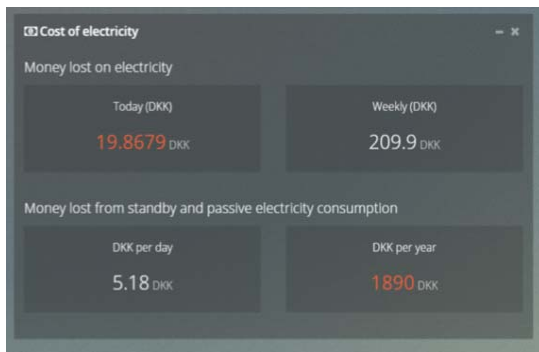 Cost of electricity
Money lost on electricity
Today (DKK) Weekly (DKK)
19.8679 DKK 209.9 DKK
Money lost from standby and passive electricity consumption
DKK per day DKK per year
5.18 DKK 1890 DKK